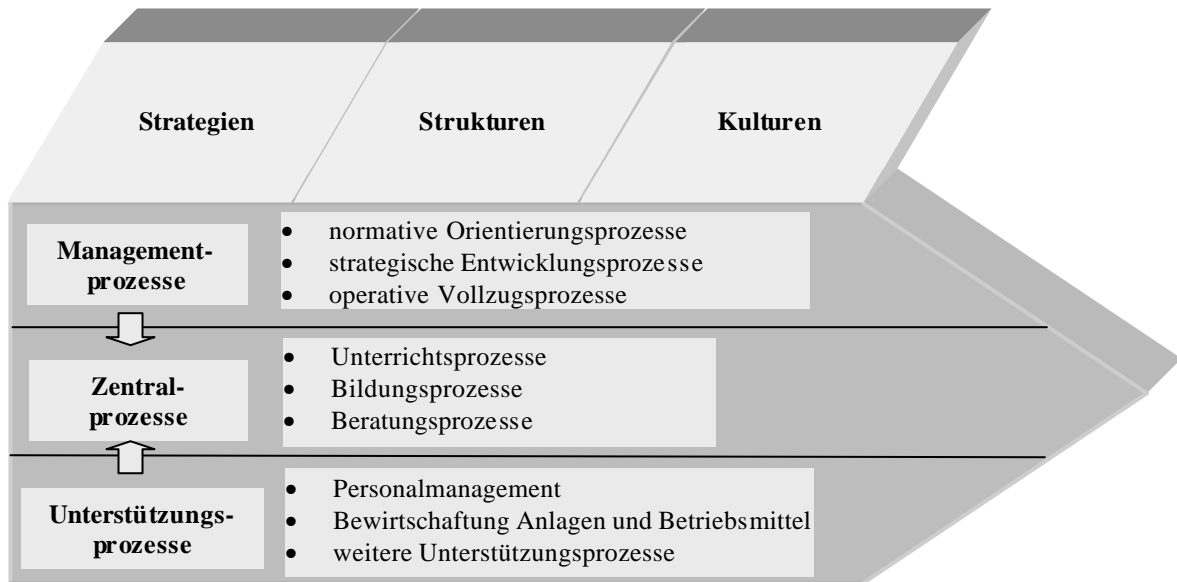 Strategien
Strukturen
Kulturen
Management-
prozesse
• normative Orientierungsprozesse
• strategische Entwicklungsprozesse
• operative Vollzugsprozesse
Zentral-
prozesse
• Unterrichtsprozesse
• Bildungsprozesse
• Beratungsprozesse
Unterstützungs-
prozesse
• Personalmanagement
• Bewirtschaftung Anlagen und Betriebsmittel
• weitere Unterstützungsprozesse